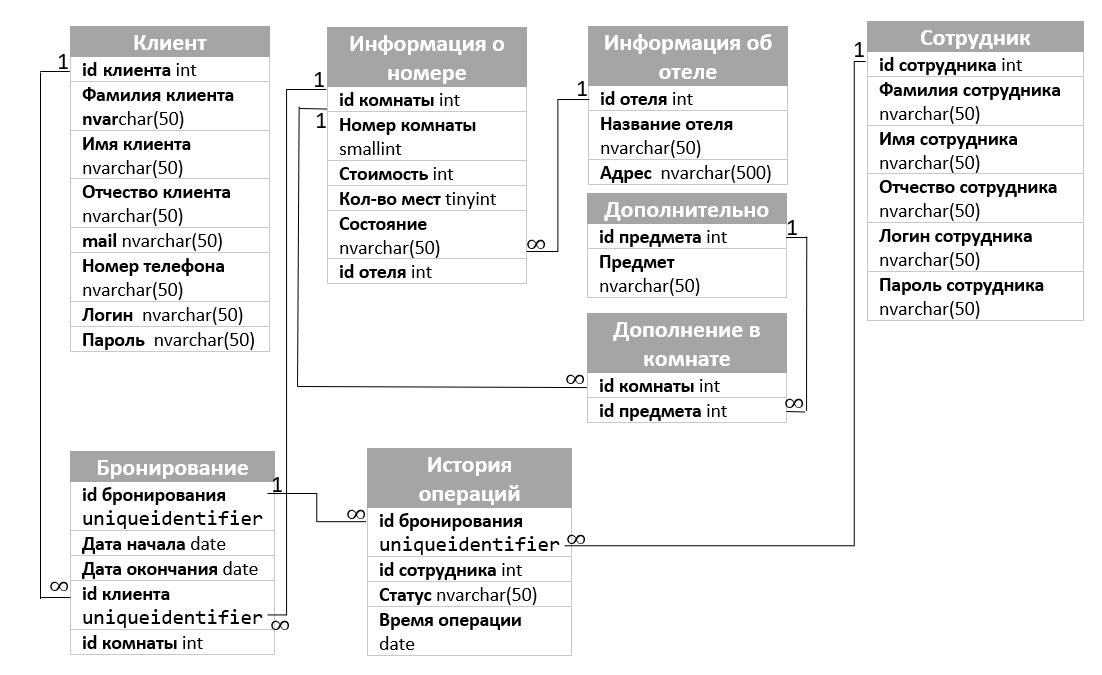 Клиент
id клиента int
Фамилия клиента
nvarchar(50)
Имя клиента
nvarchar(50)
Отчество клиента
nvarchar(50)
mail nvarchar(50)
Номер телефона
nvarchar(50)
Логин nvarchar(50)
Пароль nvarchar(50)
Информация о
номере
id комнаты int
Номер комнаты
smallint
Стоимость int
Кол-во мест tinyint
Состояние
nvarchar(50)
id отеля int
Информация об
отеле
id отеля int
Название отеля
nvarchar(50)
Адрес nvarchar(500)
Дополнительно
id предмета int
Предмет
nvarchar(50)
Дополнение в
комнате
id комнаты int
id предмета int
Сотрудник
id сотрудника int
Фамилия сотрудника
nvarchar(50)
Имя сотрудника
nvarchar(50)
Отчество сотрудника
nvarchar(50)
Логин сотрудника
nvarchar(50)
Пароль сотрудника
nvarchar(50)
Бронирование
id бронирования
uniqueidentifier
Дата начала date
Дата окончания date
id клиента
uniqueidentifier
id комнаты int
История
операций
id бронирования
uniqueidentifier
id сотрудника int
Статус nvarchar(50)
Время операции
date
1
∞
1
∞
1
∞
1
∞
1
∞
1
∞
1
∞